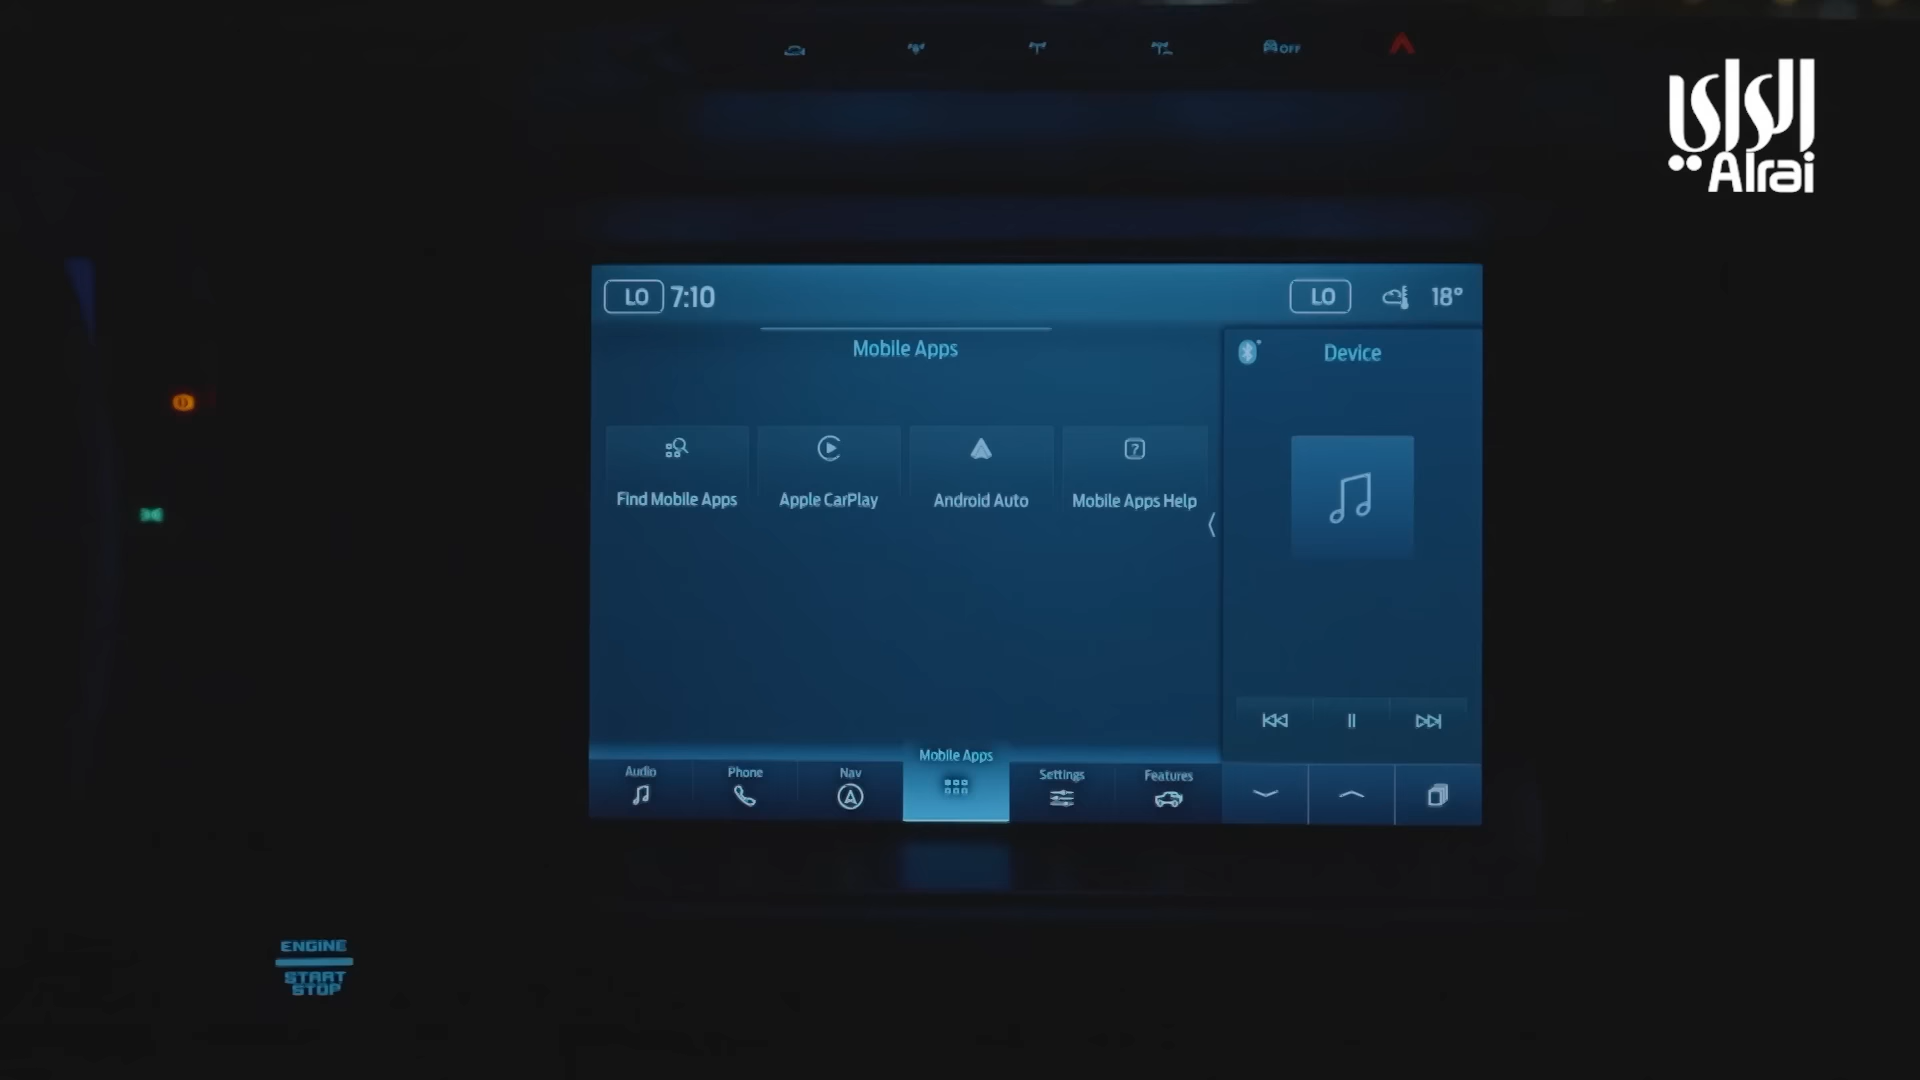 OFF
الراي
Alrai
LO 7:10
LO 18°
Mobile Apps
Device
Find Mobile Apps
Apple CarPlay
Android Auto
Mobile Apps Help
Audio
Phone
Nav
Mobile Apps
Settings
Features
ENGINE
START
STOP